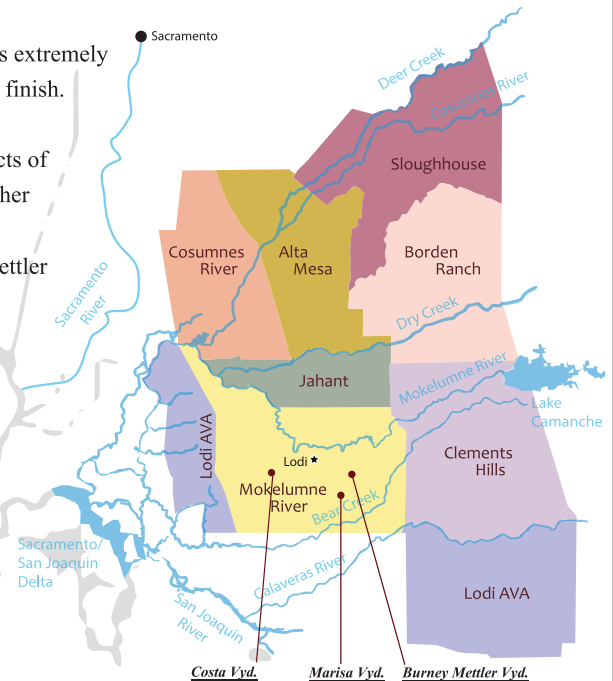 s extremely
finish.
cts of
her
ettler
Sacramento
Deer Creek
Cosumnes River
Sloughhouse
Cosumnes
River
Alta
Mesa
Borden
Ranch
Sacramento
River
Dry Creek
Jahant
Mokelumne River
Lake
Camanche
Lodi AVA
Lodi
Clements
Hills
Mokelumne
River
Bear Creek
Sacramento/
San Joaquin
Delta
Calaveras River
San Joaquin
River
Lodi AVA
Costa Vyd.
Marisa Vyd.
Burney Mettler Vyd.